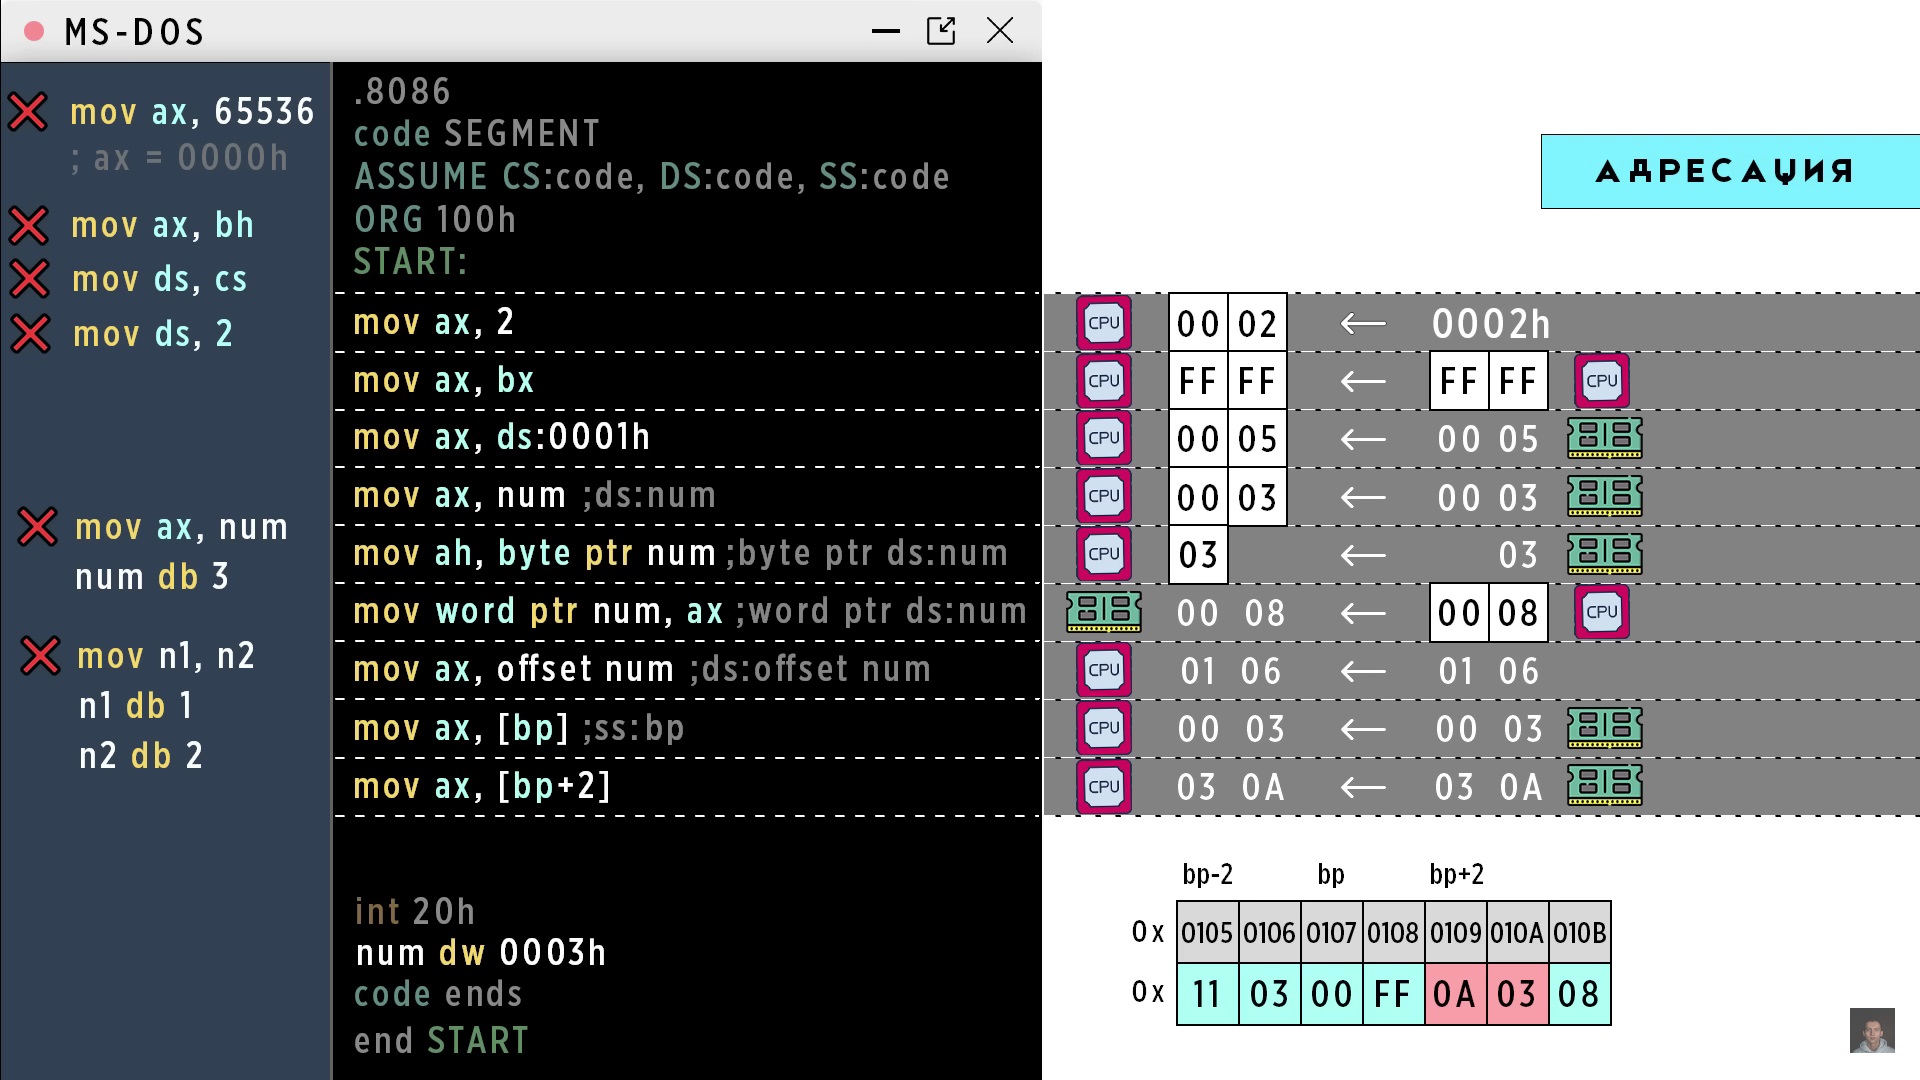 MS-DOS
mov ax, 65536
; ax = 0000h
mov ax, bh
mov ds, cs
mov ds, 2
mov ax, num
num db 3
mov n1, n2
n1 db 1
n2 db 2
.8086
code SEGMENT
ASSUME CS:code, DS:code, SS:code
ORG 100h
START:
mov ax, 2
mov ax, bx
mov ax, ds:0001h
mov ax, num ;ds:num
mov ah, byte ptr num ;byte ptr ds:num
mov word ptr num, ax ;word ptr ds:num
mov ax, offset num ;ds:offset num
mov ax, [bp] ;ss:bp
mov ax, [bp+2]
int 20h
num dw 0003h
code ends
end START
АДРЕСАЦИЯ
CPU 00 02 ← 0002h
CPU FF FF ← FF FF CPU
CPU 00 05 ← 00 05
CPU 00 03 ← 00 03
CPU 03 ← 03
00 08 ← 00 08 CPU
CPU 01 06 ← 01 06
CPU 00 03 ← 00 03
CPU 03 0A ← 03 0A
bp-2 bp bp+2
0x 0105 0106 0107 0108 0109 010A 010B
0x 11 03 00 FF 0A 03 08